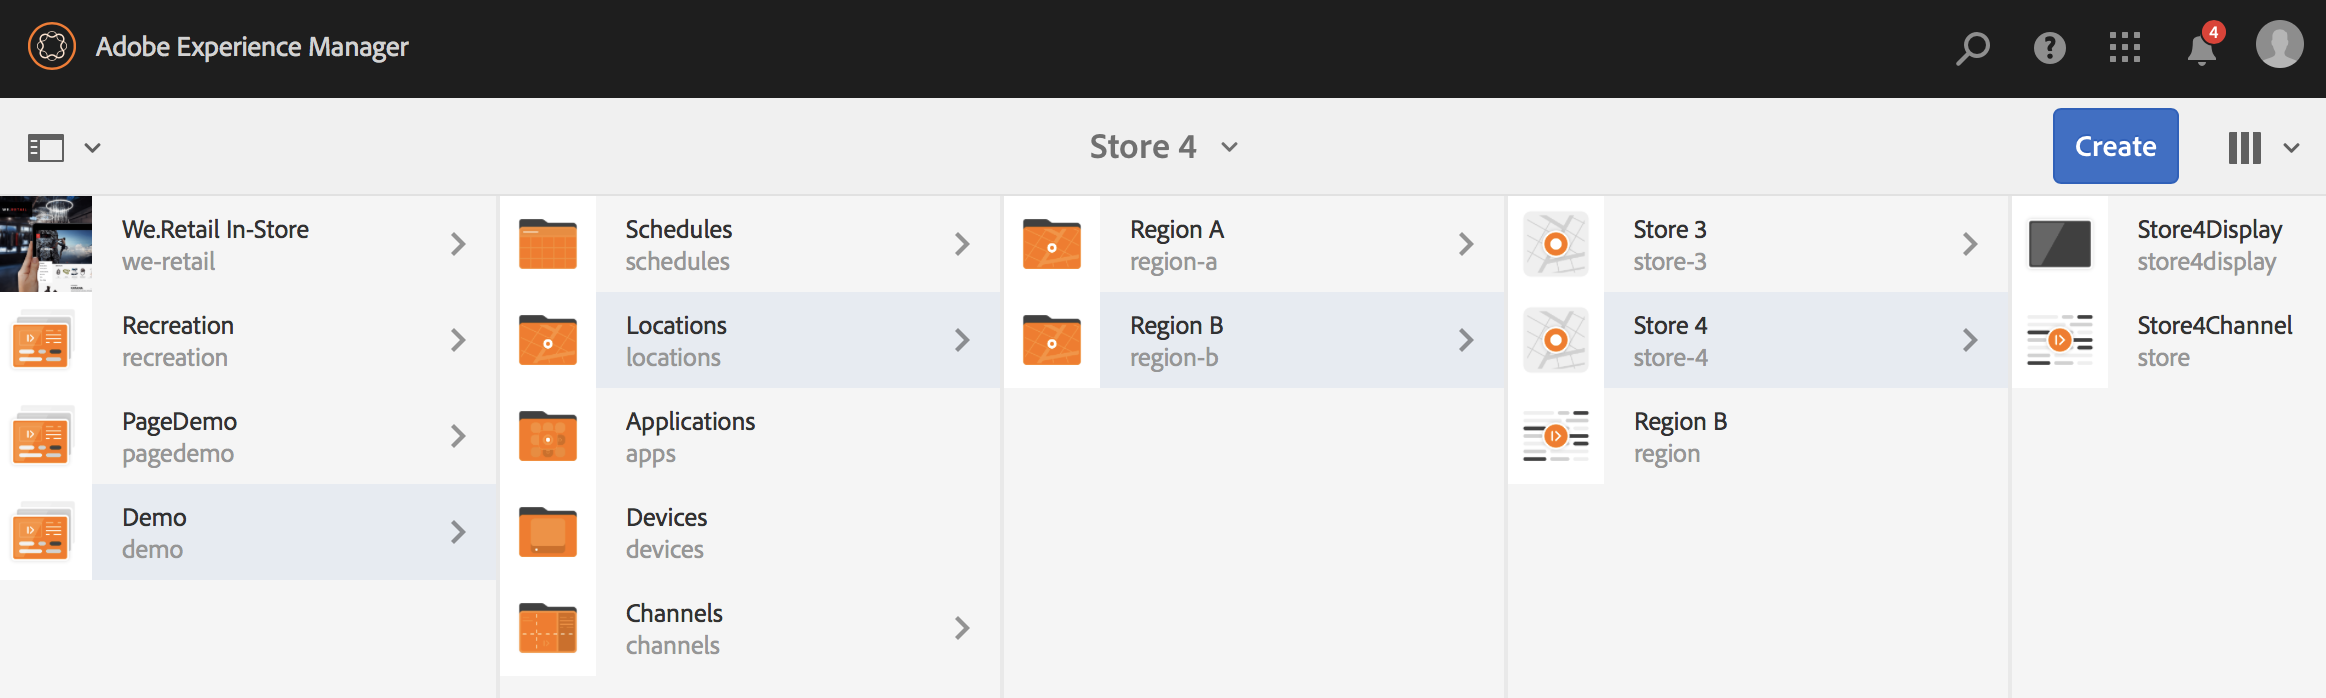 Adobe Experience Manager
4
Store 4
Create
We.Retail In-Store
we-retail
Recreation
recreation
PageDemo
pagedemo
Demo
demo
Schedules
schedules
Locations
locations
Applications
apps
Devices
devices
Channels
channels
Region A
region-a
Region B
region-b
Store 3
store-3
Store 4
store-4
Region B
region
Store4Display
store4display
Store4Channel
store